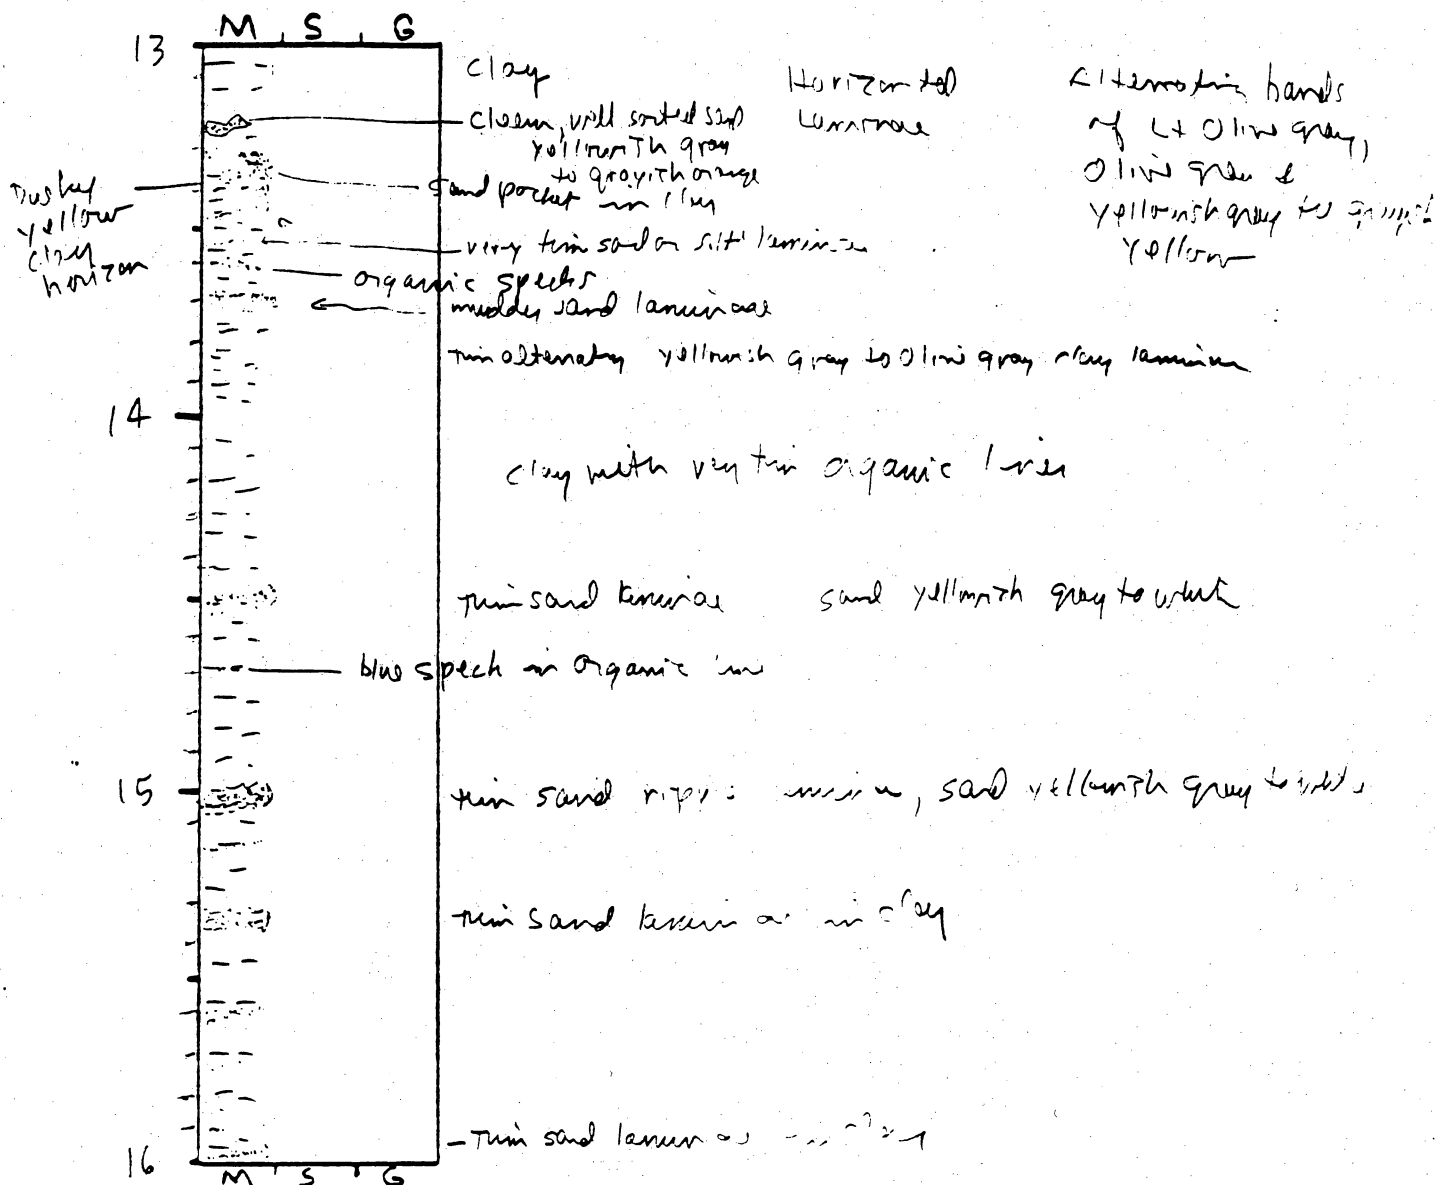 M S G
13
clay
Horizontal
laminae
Alternating bands
of Lt Olive gray,
Olive gray &
yellowish gray to grayish
yellow
clean, well sorted sand
yellowish gray
to grayish orange
Dusky
yellow
clay
horizon
sand pocket in clay
very thin sand or silt laminae
organic specks
muddy sand laminae
thin alternating yellowish gray to Olive gray clay laminae
14
clay with very thin organic lines
thin sand laminae sand yellowish gray to white
blue speck in organic
15
thin sand sand yellowish gray to
thin sand laminae in clay
thin sand laminae
16
M S G